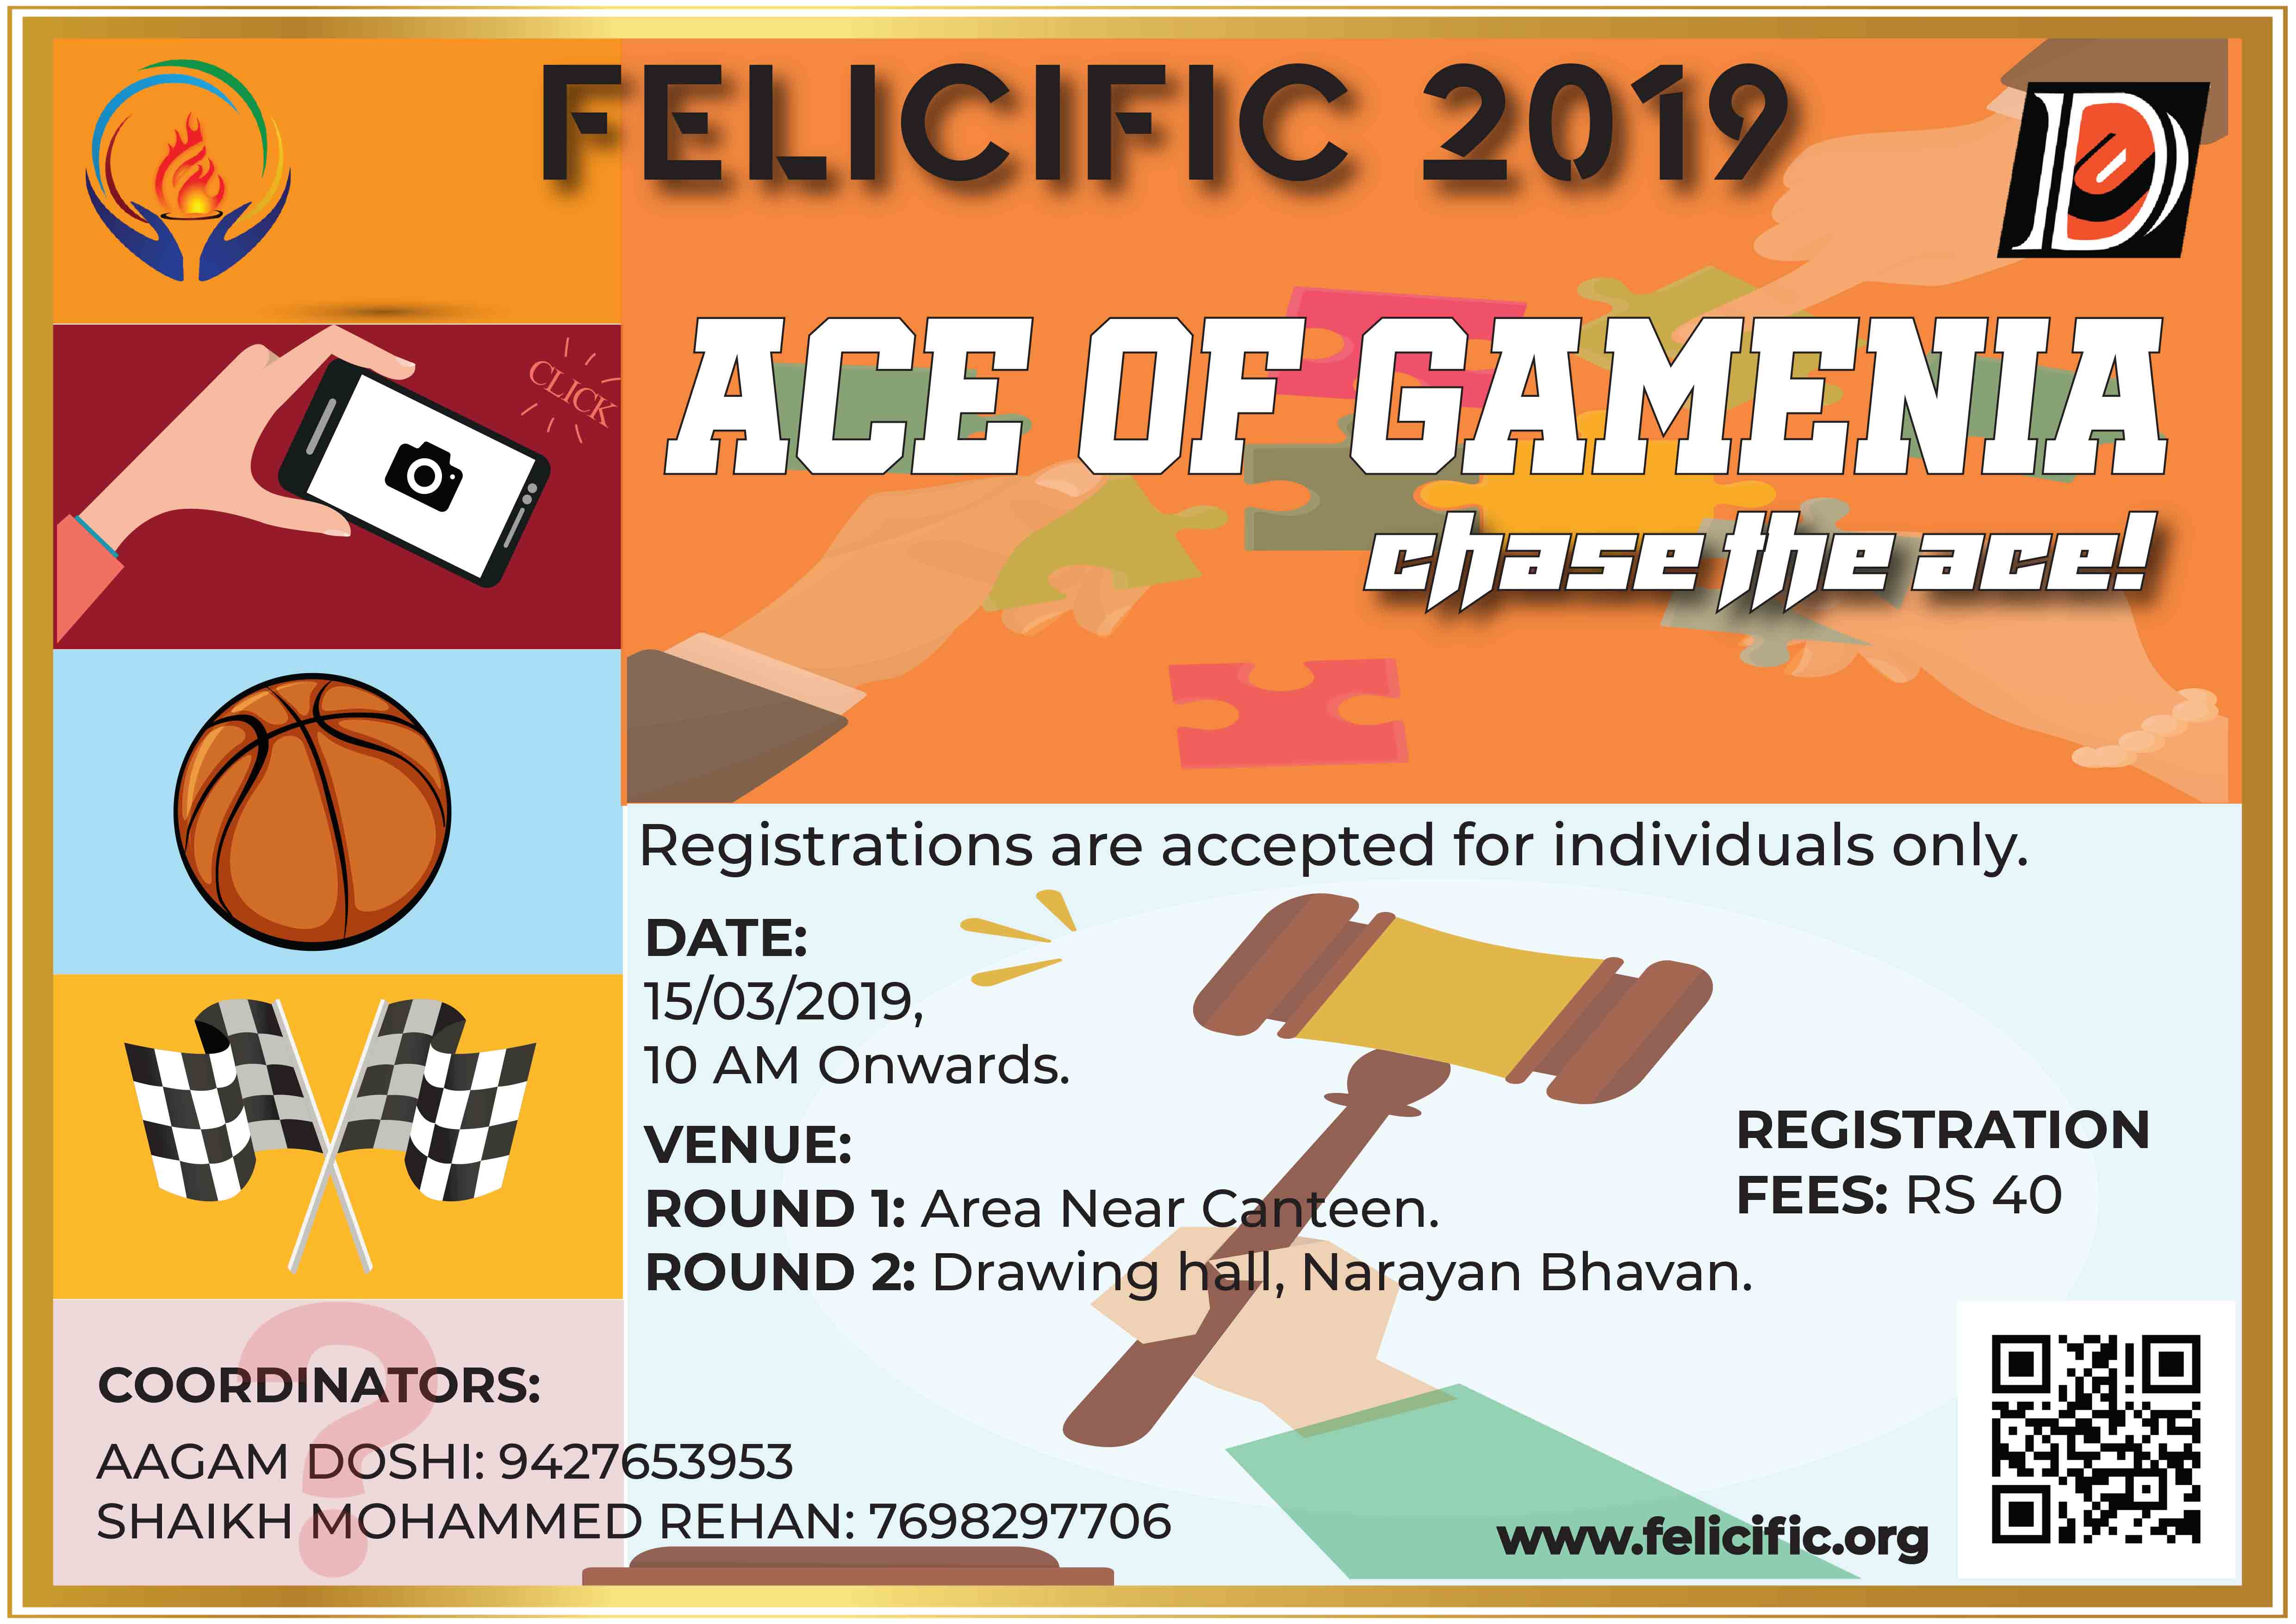 FELICIFIC 2019
CLICK
ACE OF GAMENIA
chase the ace!
Registrations are accepted for individuals only.
DATE:
15/03/2019,
10 AM Onwards.
VENUE:
ROUND 1: Area Near Canteen.
ROUND 2: Drawing hall, Narayan Bhavan.
REGISTRATION
FEES: RS 40
COORDINATORS:
AAGAM DOSHI: 9427653953
SHAIKH MOHAMMED REHAN: 7698297706
www.felicific.org